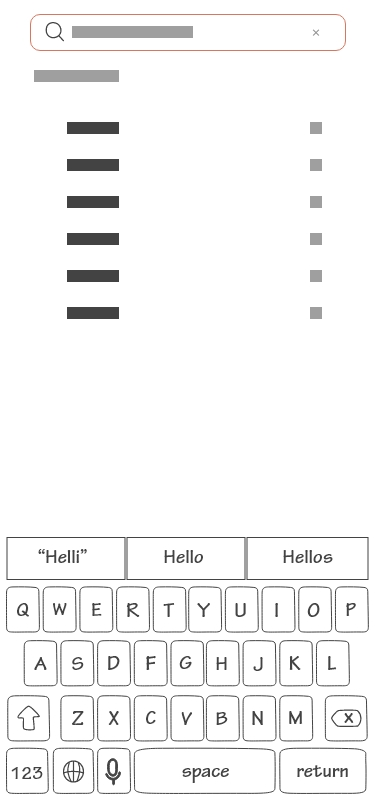 ×
“Helli” Hello Hellos
Q W E R T Y U I O P
A S D F G H J K L
Z X C V B N M X
123 space return